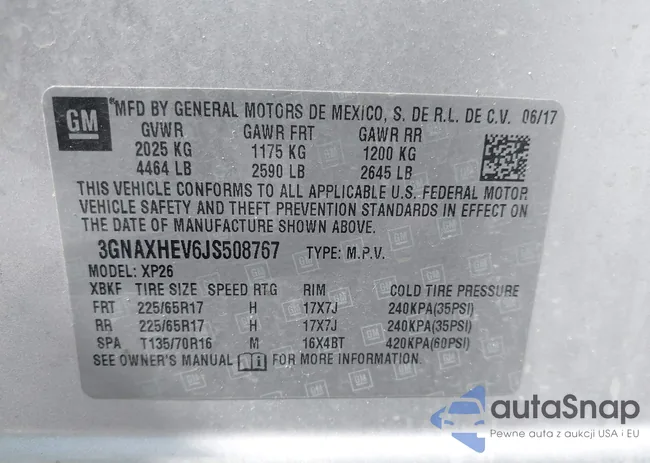 GM *MFD BY GENERAL MOTORS DE MEXICO, S. DE R.L. DE C.V. 06/17
GVWR GAWR FRT GAWR RR
2025 KG 1175 KG 1200 KG
4464 LB 2590 LB 2645 LB
THIS VEHICLE CONFORMS TO ALL APPLICABLE U.S. FEDERAL MOTOR
VEHICLE SAFETY AND THEFT PREVENTION STANDARDS IN EFFECT ON
THE DATE OF MANUFACTURE SHOWN ABOVE.
3GNAXHEV6JS508767 TYPE: M.P.V.
MODEL: XP26
XBKF TIRE SIZE SPEED RTG RIM COLD TIRE PRESSURE
FRT 225/65R17 H 17X7J 240KPA(35PSI)
RR 225/65R17 H 17X7J 240KPA(35PSI)
SPA T135/70R16 M 16X4BT 420KPA(60PSI)
SEE OWNER'S MANUAL FOR MORE INFORMATION.
autaSnap
Pewne auta z aukcji USA i EU